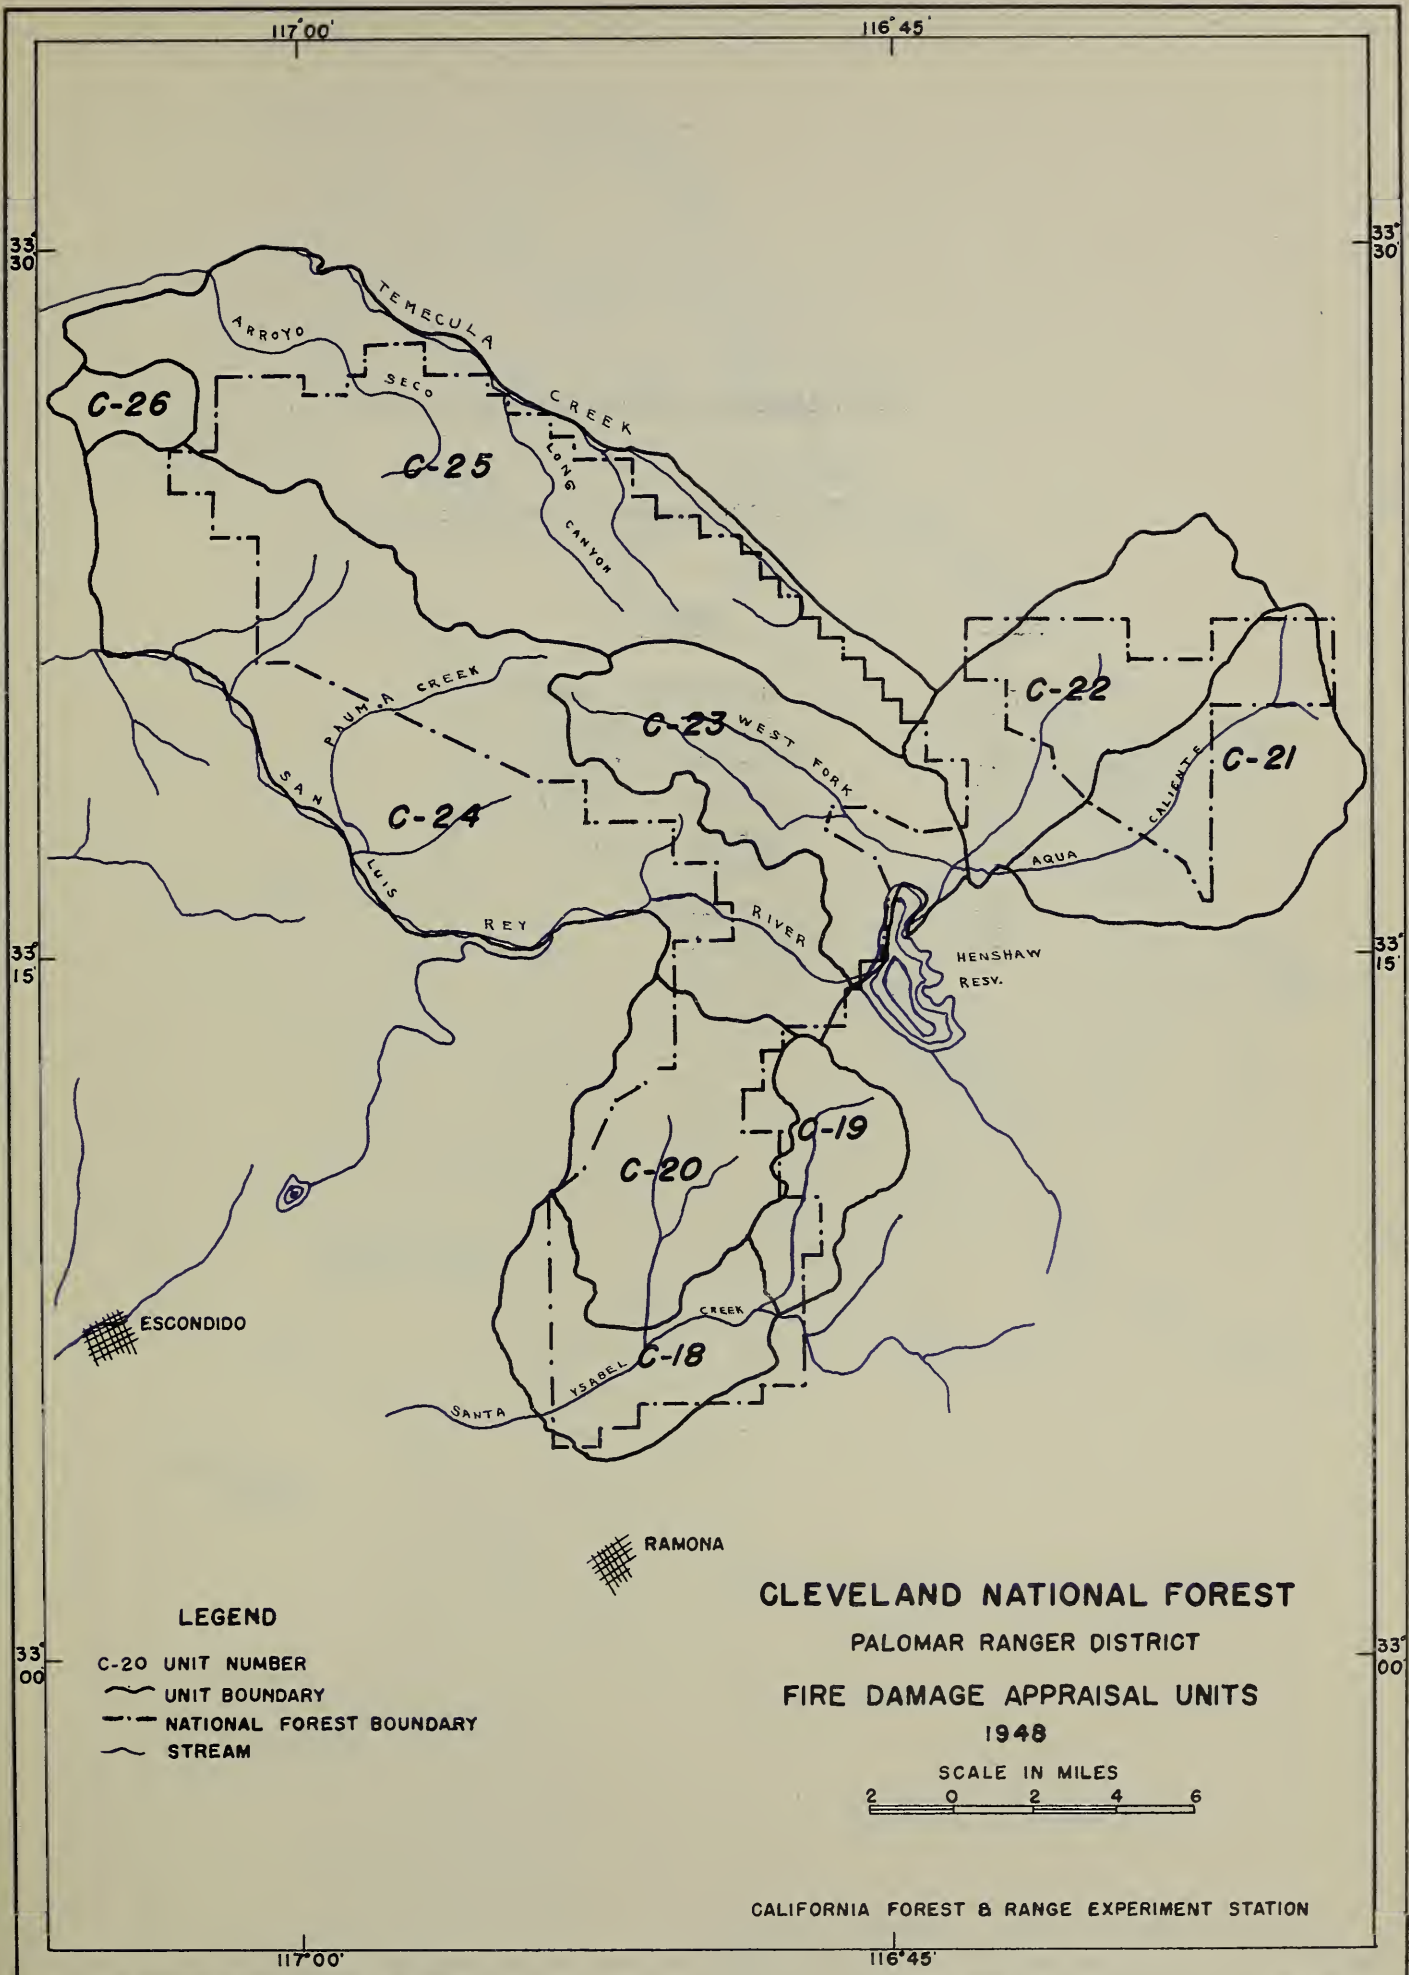 117°00'
116°45'
33°
30'
33°
30'
TEMECULA
CREEK
ARROYO
SECO
C-26
C-25
LONG
CANYON
C-22
PAUMA CREEK
C-23
WEST FORK
C-21
CALIENTE
SAN
LUIS
REY
RIVER
C-24
AQUA
33°
15'
33°
15'
HENSHAW
RESV.
C-19
C-20
CREEK
ESCONDIDO
C-18
YSABEL
SANTA
RAMONA
CLEVELAND NATIONAL FOREST
PALOMAR RANGER DISTRICT
FIRE DAMAGE APPRAISAL UNITS
1948
SCALE IN MILES
2 0 2 4 6
LEGEND
C-20 UNIT NUMBER
UNIT BOUNDARY
NATIONAL FOREST BOUNDARY
STREAM
33°
00'
33°
00'
CALIFORNIA FOREST & RANGE EXPERIMENT STATION
117°00'
116°45'